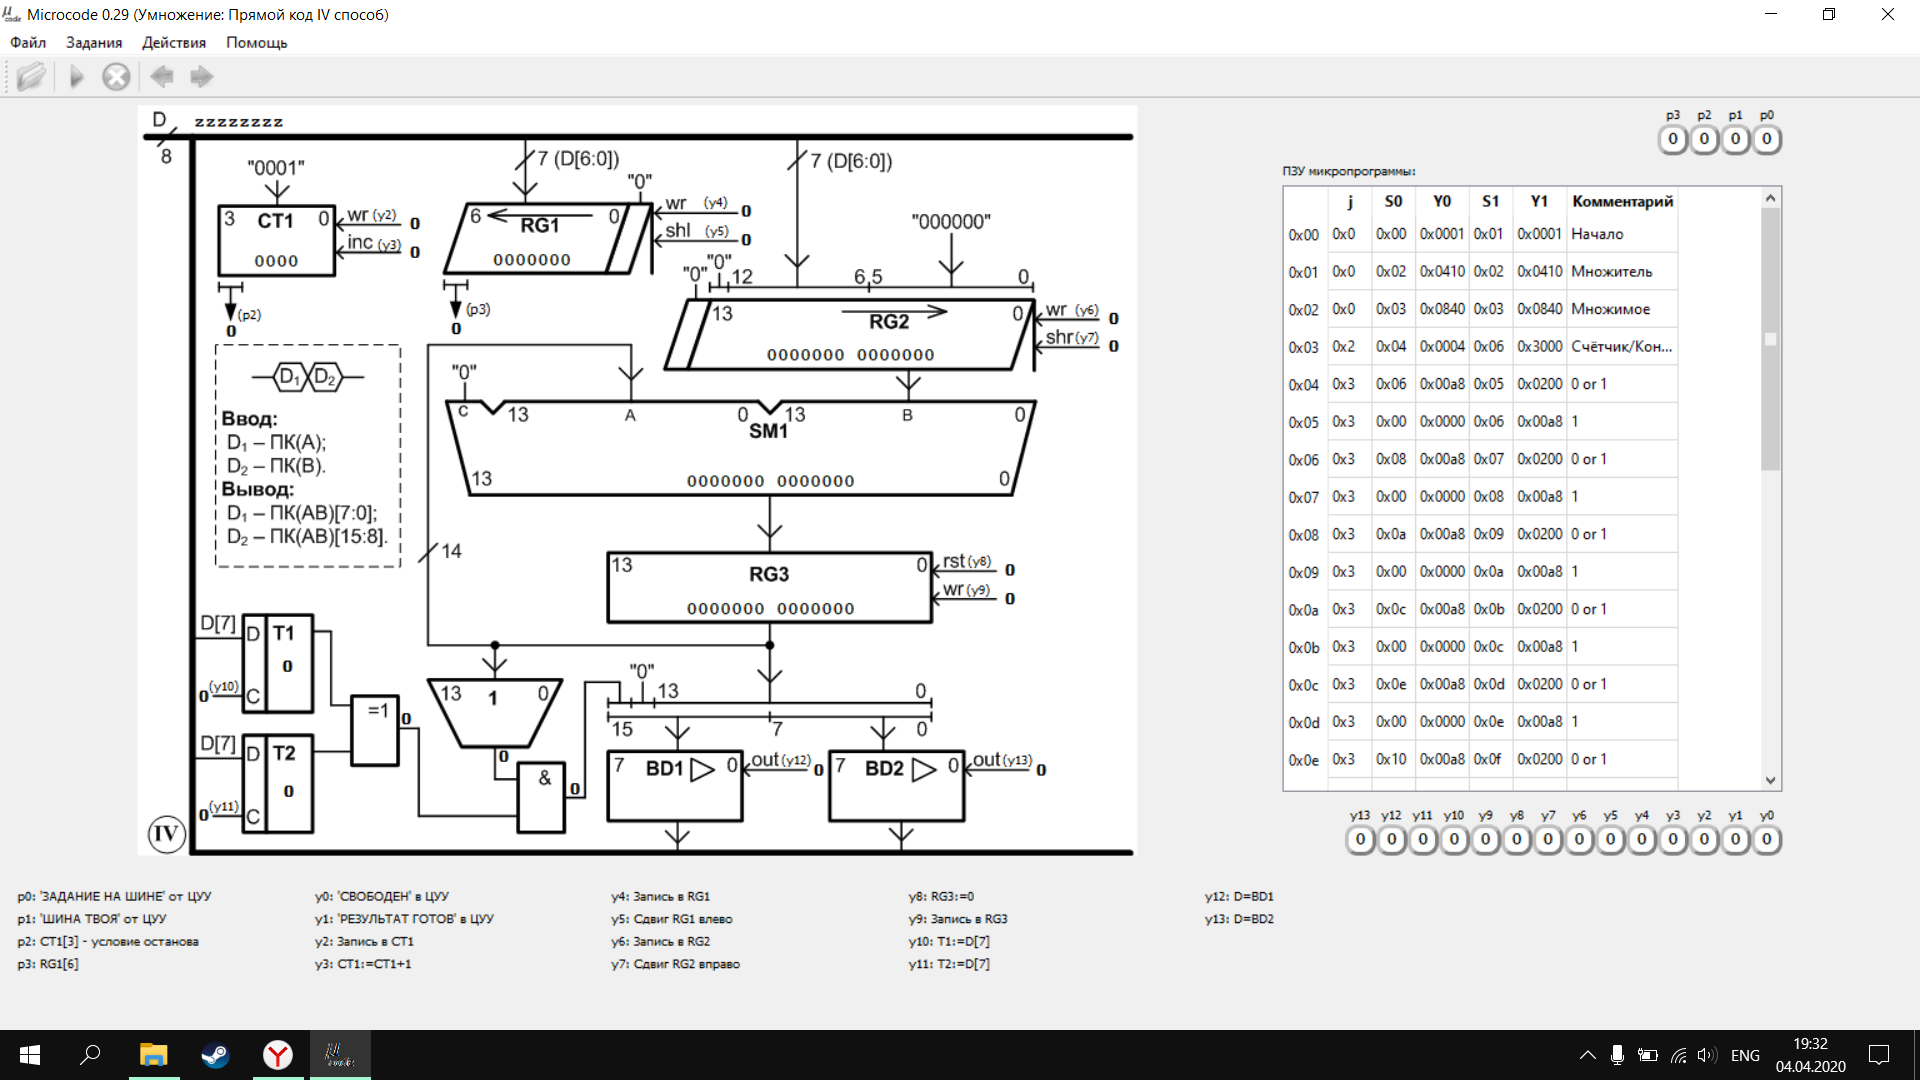 Microcode 0.29 (Умножение: Прямой код IV способ)
Файл Задания Действия Помощь
D zzzzzzzz
8
"0001"
3 CT1 0
0000
wr (y2) 0
inc (y3) 0
(p2)
0
7 (D[6:0])
"0"
6 RG1 0
0000000
wr (y4) 0
shl (y5) 0
(p3)
0
7 (D[6:0])
"000000"
"0" "0" 12 6,5 0
13 RG2 0
0000000 0000000
wr (y6) 0
shr (y7) 0
D1 D2
Ввод:
D1 – ПК(A);
D2 – ПК(B).
Вывод:
D1 – ПК(AB)[7:0];
D2 – ПК(AB)[15:8].
"0"
C 13 A 0 13 B 0
SM1
13 0000000 0000000 0
14
13 RG3 0
0000000 0000000
rst (y8) 0
wr (y9) 0
D[7] D T1
0
0 (y10) C
D[7] D T2
0
0 (y11) C
=1 0
13 1 0
0
& 0
"0" 13 0
15 7 0
7 BD1 0 out (y12) 0
7 BD2 0 out (y13) 0
IV
p3 p2 p1 p0
0 0 0 0
ПЗУ микропрограммы:
j S0 Y0 S1 Y1 Комментарий
0x00 0x0 0x00 0x0001 0x01 0x0001 Начало
0x01 0x0 0x02 0x0410 0x02 0x0410 Множитель
0x02 0x0 0x03 0x0840 0x03 0x0840 Множимое
0x03 0x2 0x04 0x0004 0x06 0x3000 Счётчик/Кон...
0x04 0x3 0x06 0x00a8 0x05 0x0200 0 or 1
0x05 0x3 0x00 0x0000 0x06 0x00a8 1
0x06 0x3 0x08 0x00a8 0x07 0x0200 0 or 1
0x07 0x3 0x00 0x0000 0x08 0x00a8 1
0x08 0x3 0x0a 0x00a8 0x09 0x0200 0 or 1
0x09 0x3 0x00 0x0000 0x0a 0x00a8 1
0x0a 0x3 0x0c 0x00a8 0x0b 0x0200 0 or 1
0x0b 0x3 0x00 0x0000 0x0c 0x00a8 1
0x0c 0x3 0x0e 0x00a8 0x0d 0x0200 0 or 1
0x0d 0x3 0x00 0x0000 0x0e 0x00a8 1
0x0e 0x3 0x10 0x00a8 0x0f 0x0200 0 or 1
y13 y12 y11 y10 y9 y8 y7 y6 y5 y4 y3 y2 y1 y0
0 0 0 0 0 0 0 0 0 0 0 0 0 0
p0: 'ЗАДАНИЕ НА ШИНЕ' от ЦУУ
p1: 'ШИНА ТВОЯ' от ЦУУ
p2: CT1[3] - условие останова
p3: RG1[6]
y0: 'СВОБОДЕН' в ЦУУ
y1: 'РЕЗУЛЬТАТ ГОТОВ' в ЦУУ
y2: Запись в CT1
y3: CT1:=CT1+1
y4: Запись в RG1
y5: Сдвиг RG1 влево
y6: Запись в RG2
y7: Сдвиг RG2 вправо
y8: RG3:=0
y9: Запись в RG3
y10: T1:=D[7]
y11: T2:=D[7]
y12: D=BD1
y13: D=BD2
ENG
19:32
04.04.2020